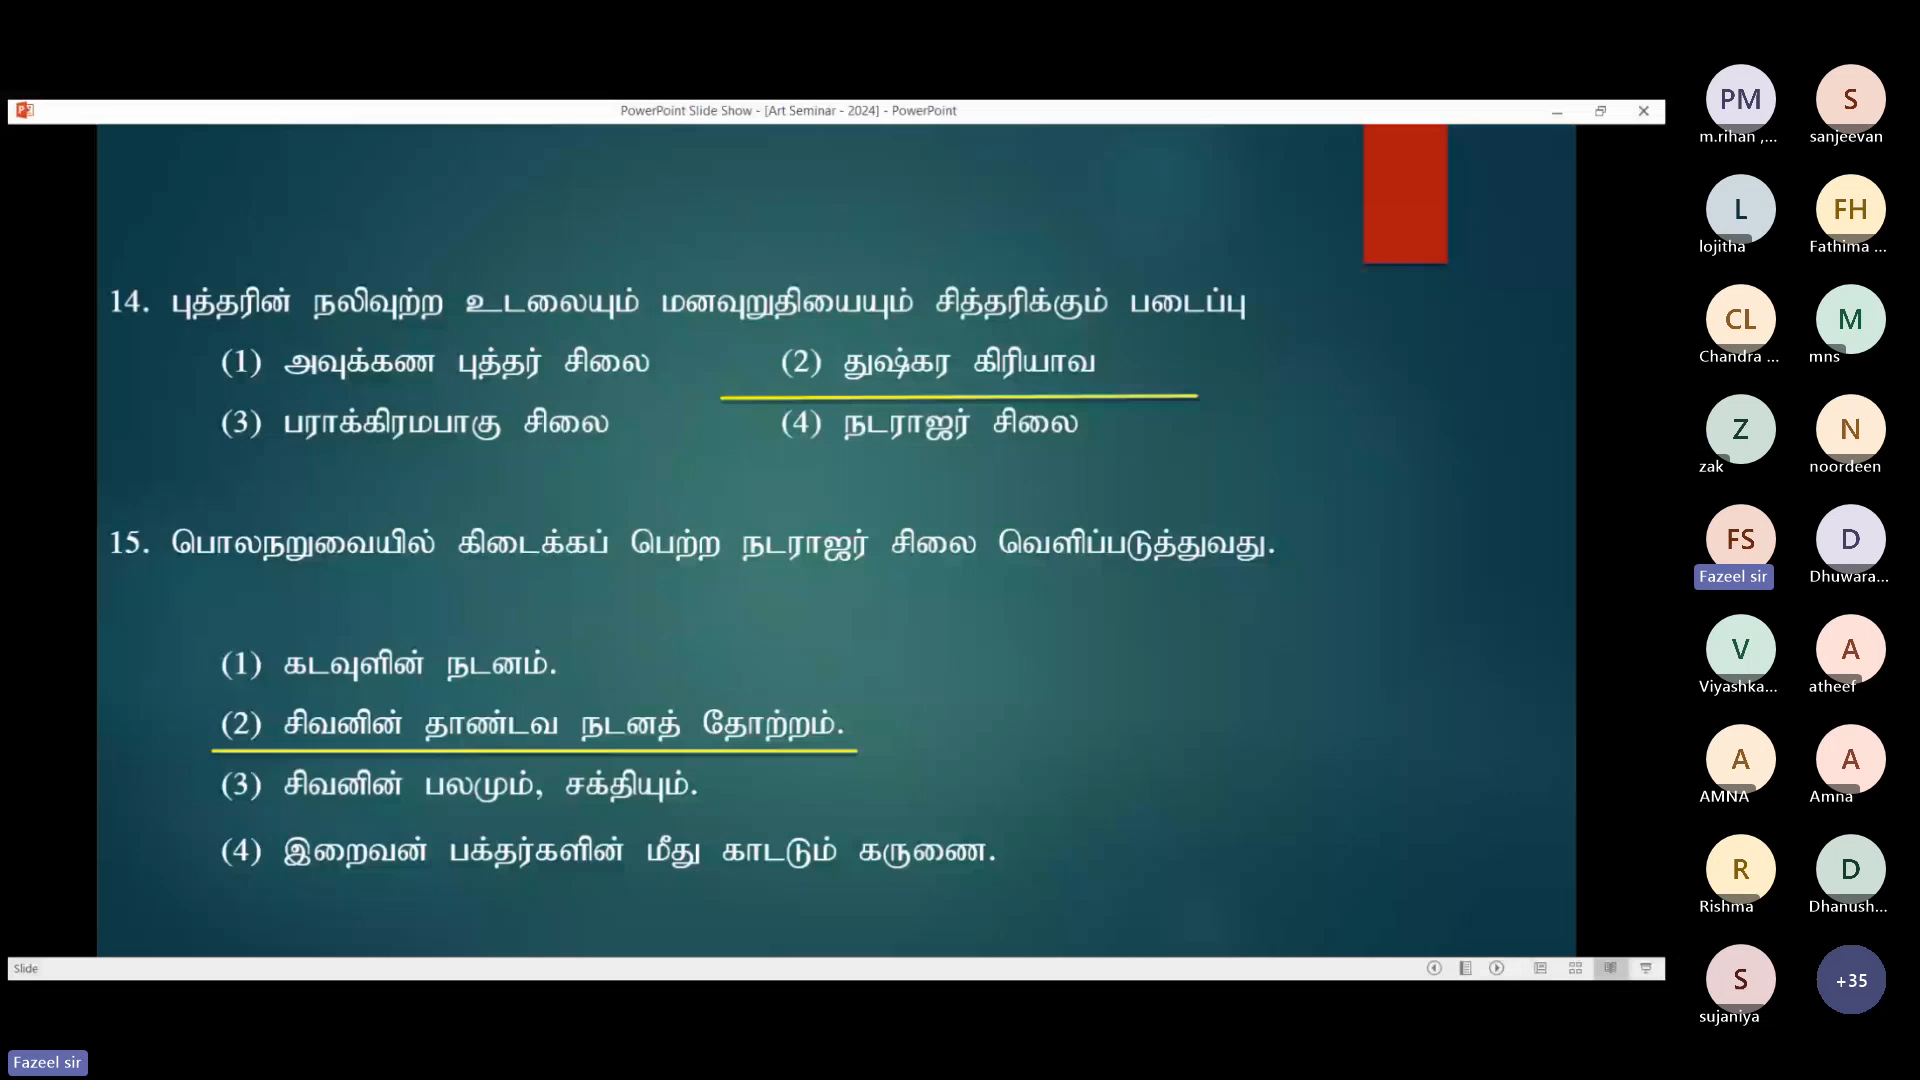 PowerPoint Slide Show - [Art Seminar - 2024] - PowerPoint
14. புத்தரின் நலிவுற்ற உடலையும் மனவுறுதியையும் சித்தரிக்கும் படைப்பு
(1) அவுக்கண புத்தர் சிலை (2) துஷ்கர கிரியாவ
(3) பராக்கிரமபாகு சிலை (4) நடராஜர் சிலை
15. பொலநறுவையில் கிடைக்கப் பெற்ற நடராஜர் சிலை வெளிப்படுத்துவது.
(1) கடவுளின் நடனம்.
(2) சிவனின் தாண்டவ நடனத் தோற்றம்.
(3) சிவனின் பலமும், சக்தியும்.
(4) இறைவன் பக்தர்களின் மீது காடடும் கருணை.
Slide
Fazeel sir
PM S
m.rihan ,... sanjeevan
L FH
lojitha Fathima ...
CL M
Chandra ... mns
Z N
zak noordeen
FS D
Fazeel sir Dhuwara...
V A
Viyashka... atheef
A A
AMNA Amna
R D
Rishma Dhanush...
S +35
sujaniya